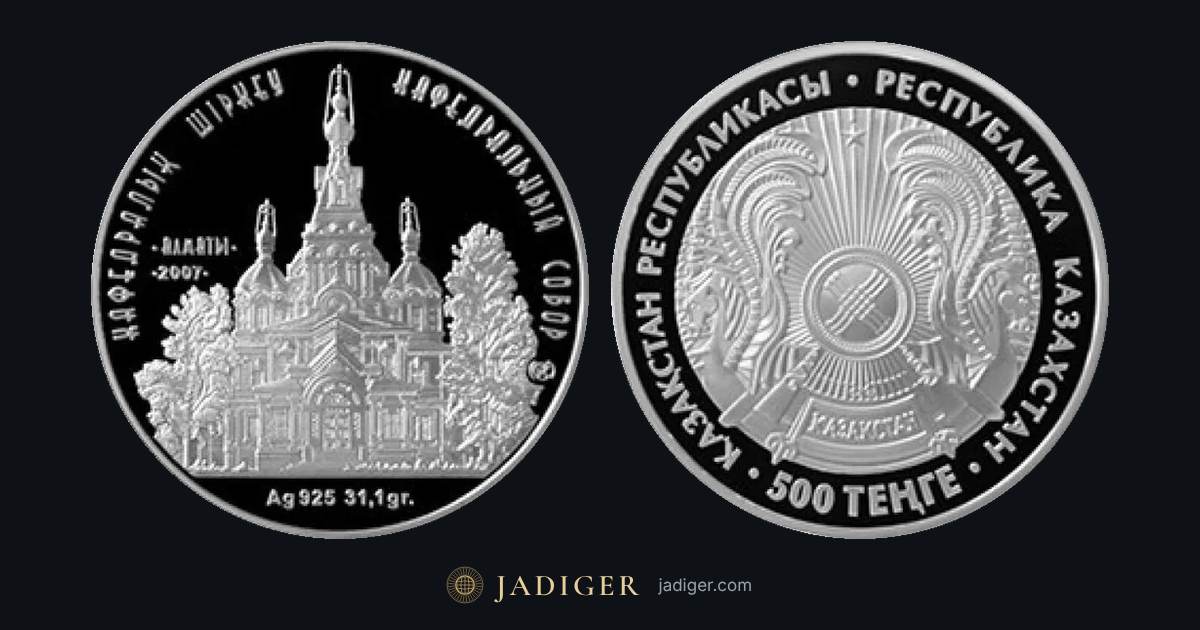 КАФЕДРАЛЫҚ ШІРКЕУ
КАФЕДРАЛЬНЫЙ СОБОР
·АЛМАТЫ·
·2007·
Ag 925 31,1gr.
ҚАЗАҚСТАН РЕСПУБЛИКАСЫ • РЕСПУБЛИКА КАЗАХСТАН
ҚАЗАҚСТАН
• 500 ТЕҢГЕ •
JADIGER
jadiger.com